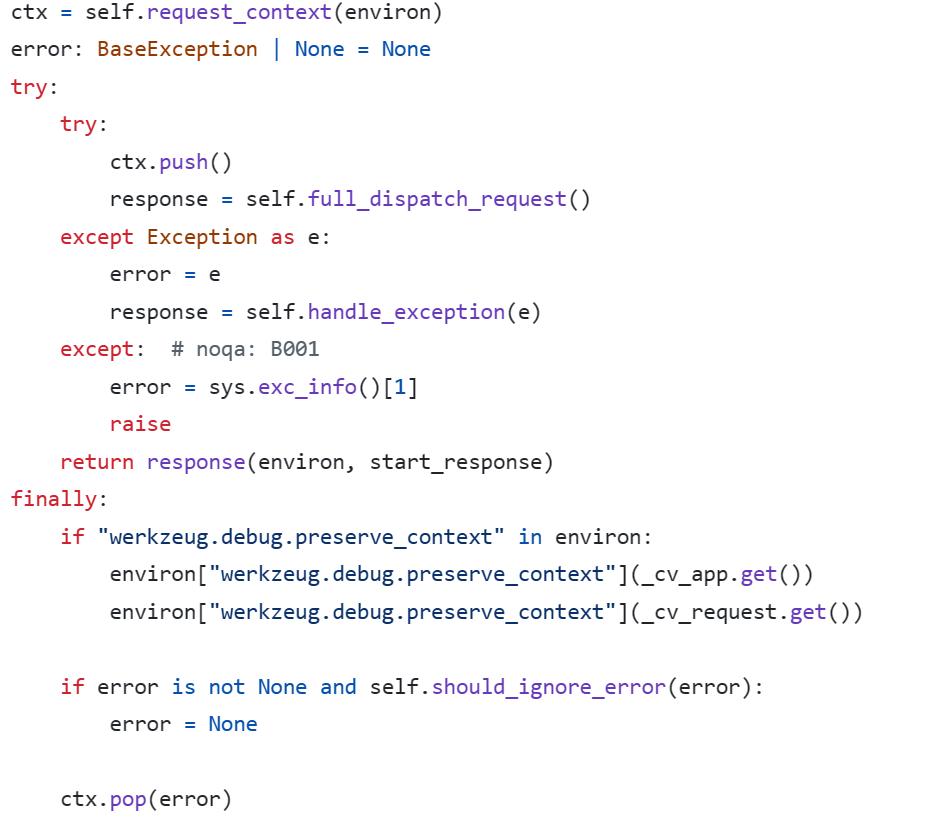 ctx = self.request_context(environ)
error: BaseException | None = None
try:
    try:
        ctx.push()
        response = self.full_dispatch_request()
    except Exception as e:
        error = e
        response = self.handle_exception(e)
    except:  # noqa: B001
        error = sys.exc_info()[1]
        raise
    return response(environ, start_response)
finally:
    if "werkzeug.debug.preserve_context" in environ:
        environ["werkzeug.debug.preserve_context"](_cv_app.get())
        environ["werkzeug.debug.preserve_context"](_cv_request.get())

    if error is not None and self.should_ignore_error(error):
        error = None

    ctx.pop(error)